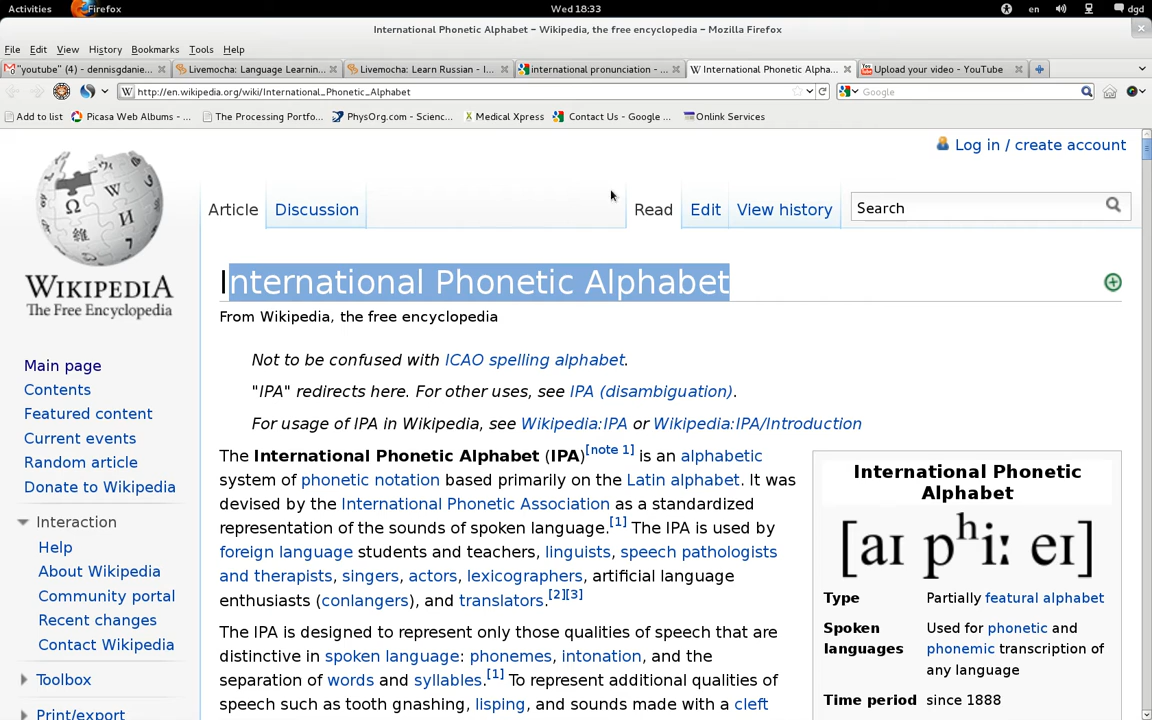 Activities Firefox Wed 18:33 en dgd
International Phonetic Alphabet – Wikipedia, the free encyclopedia – Mozilla Firefox
File Edit View History Bookmarks Tools Help
"youtube" (4) - dennisgdanie... Livemocha: Language Learnin... Livemocha: Learn Russian - I... international pronunciation - ... International Phonetic Alpha... Upload your video - YouTube
http://en.wikipedia.org/wiki/International_Phonetic_Alphabet Google
Add to list Picasa Web Albums - ... The Processing Portfo... PhysOrg.com - Scienc... Medical Xpress Contact Us - Google ... Onlink Services
Log in / create account
Article Discussion Read Edit View history Search
WIKIPEDIA
The Free Encyclopedia
Main page
Contents
Featured content
Current events
Random article
Donate to Wikipedia
Interaction
Help
About Wikipedia
Community portal
Recent changes
Contact Wikipedia
Toolbox
Print/export
International Phonetic Alphabet
From Wikipedia, the free encyclopedia
Not to be confused with ICAO spelling alphabet.
"IPA" redirects here. For other uses, see IPA (disambiguation).
For usage of IPA in Wikipedia, see Wikipedia:IPA or Wikipedia:IPA/Introduction
The International Phonetic Alphabet (IPA)[note 1] is an alphabetic
system of phonetic notation based primarily on the Latin alphabet. It was
devised by the International Phonetic Association as a standardized
representation of the sounds of spoken language.[1] The IPA is used by
foreign language students and teachers, linguists, speech pathologists
and therapists, singers, actors, lexicographers, artificial language
enthusiasts (conlangers), and translators.[2][3]
The IPA is designed to represent only those qualities of speech that are
distinctive in spoken language: phonemes, intonation, and the
separation of words and syllables.[1] To represent additional qualities of
speech such as tooth gnashing, lisping, and sounds made with a cleft
International Phonetic
Alphabet
[aɪ pʰiː eɪ]
Type Partially featural alphabet
Spoken languages Used for phonetic and
phonemic transcription of
any language
Time period since 1888